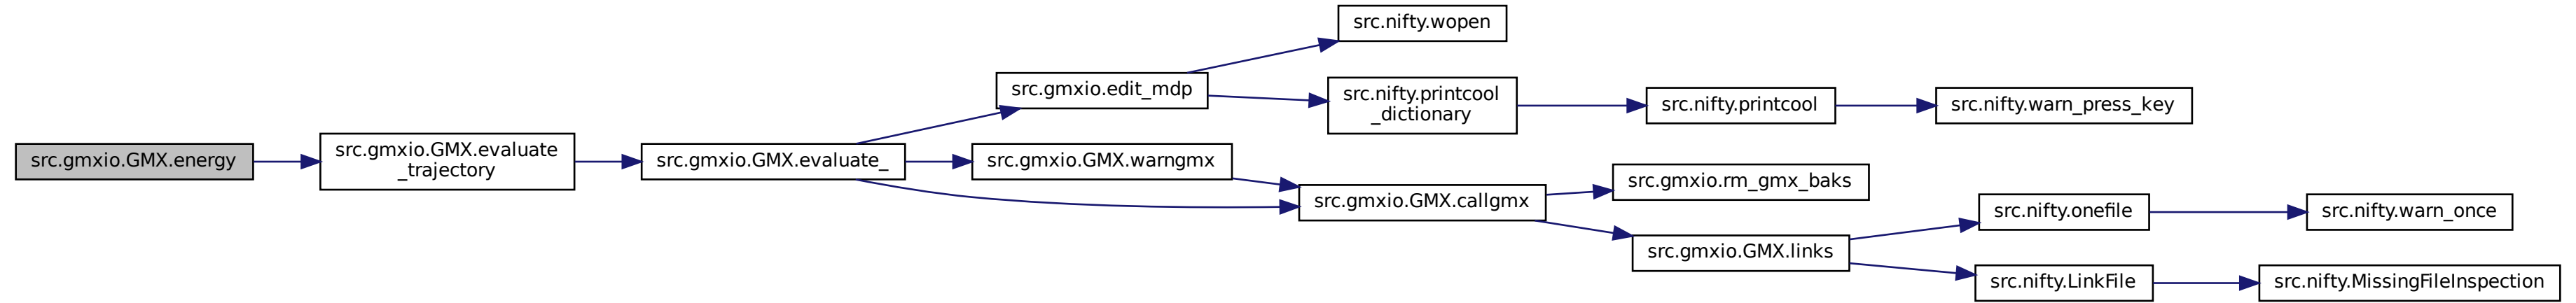 src.gmxio.GMX.energy
src.gmxio.GMX.evaluate
_trajectory
src.gmxio.GMX.evaluate_
src.gmxio.edit_mdp
src.nifty.wopen
src.nifty.printcool
_dictionary
src.nifty.printcool
src.nifty.warn_press_key
src.gmxio.GMX.warngmx
src.gmxio.GMX.callgmx
src.gmxio.rm_gmx_baks
src.gmxio.GMX.links
src.nifty.onefile
src.nifty.warn_once
src.nifty.LinkFile
src.nifty.MissingFileInspection